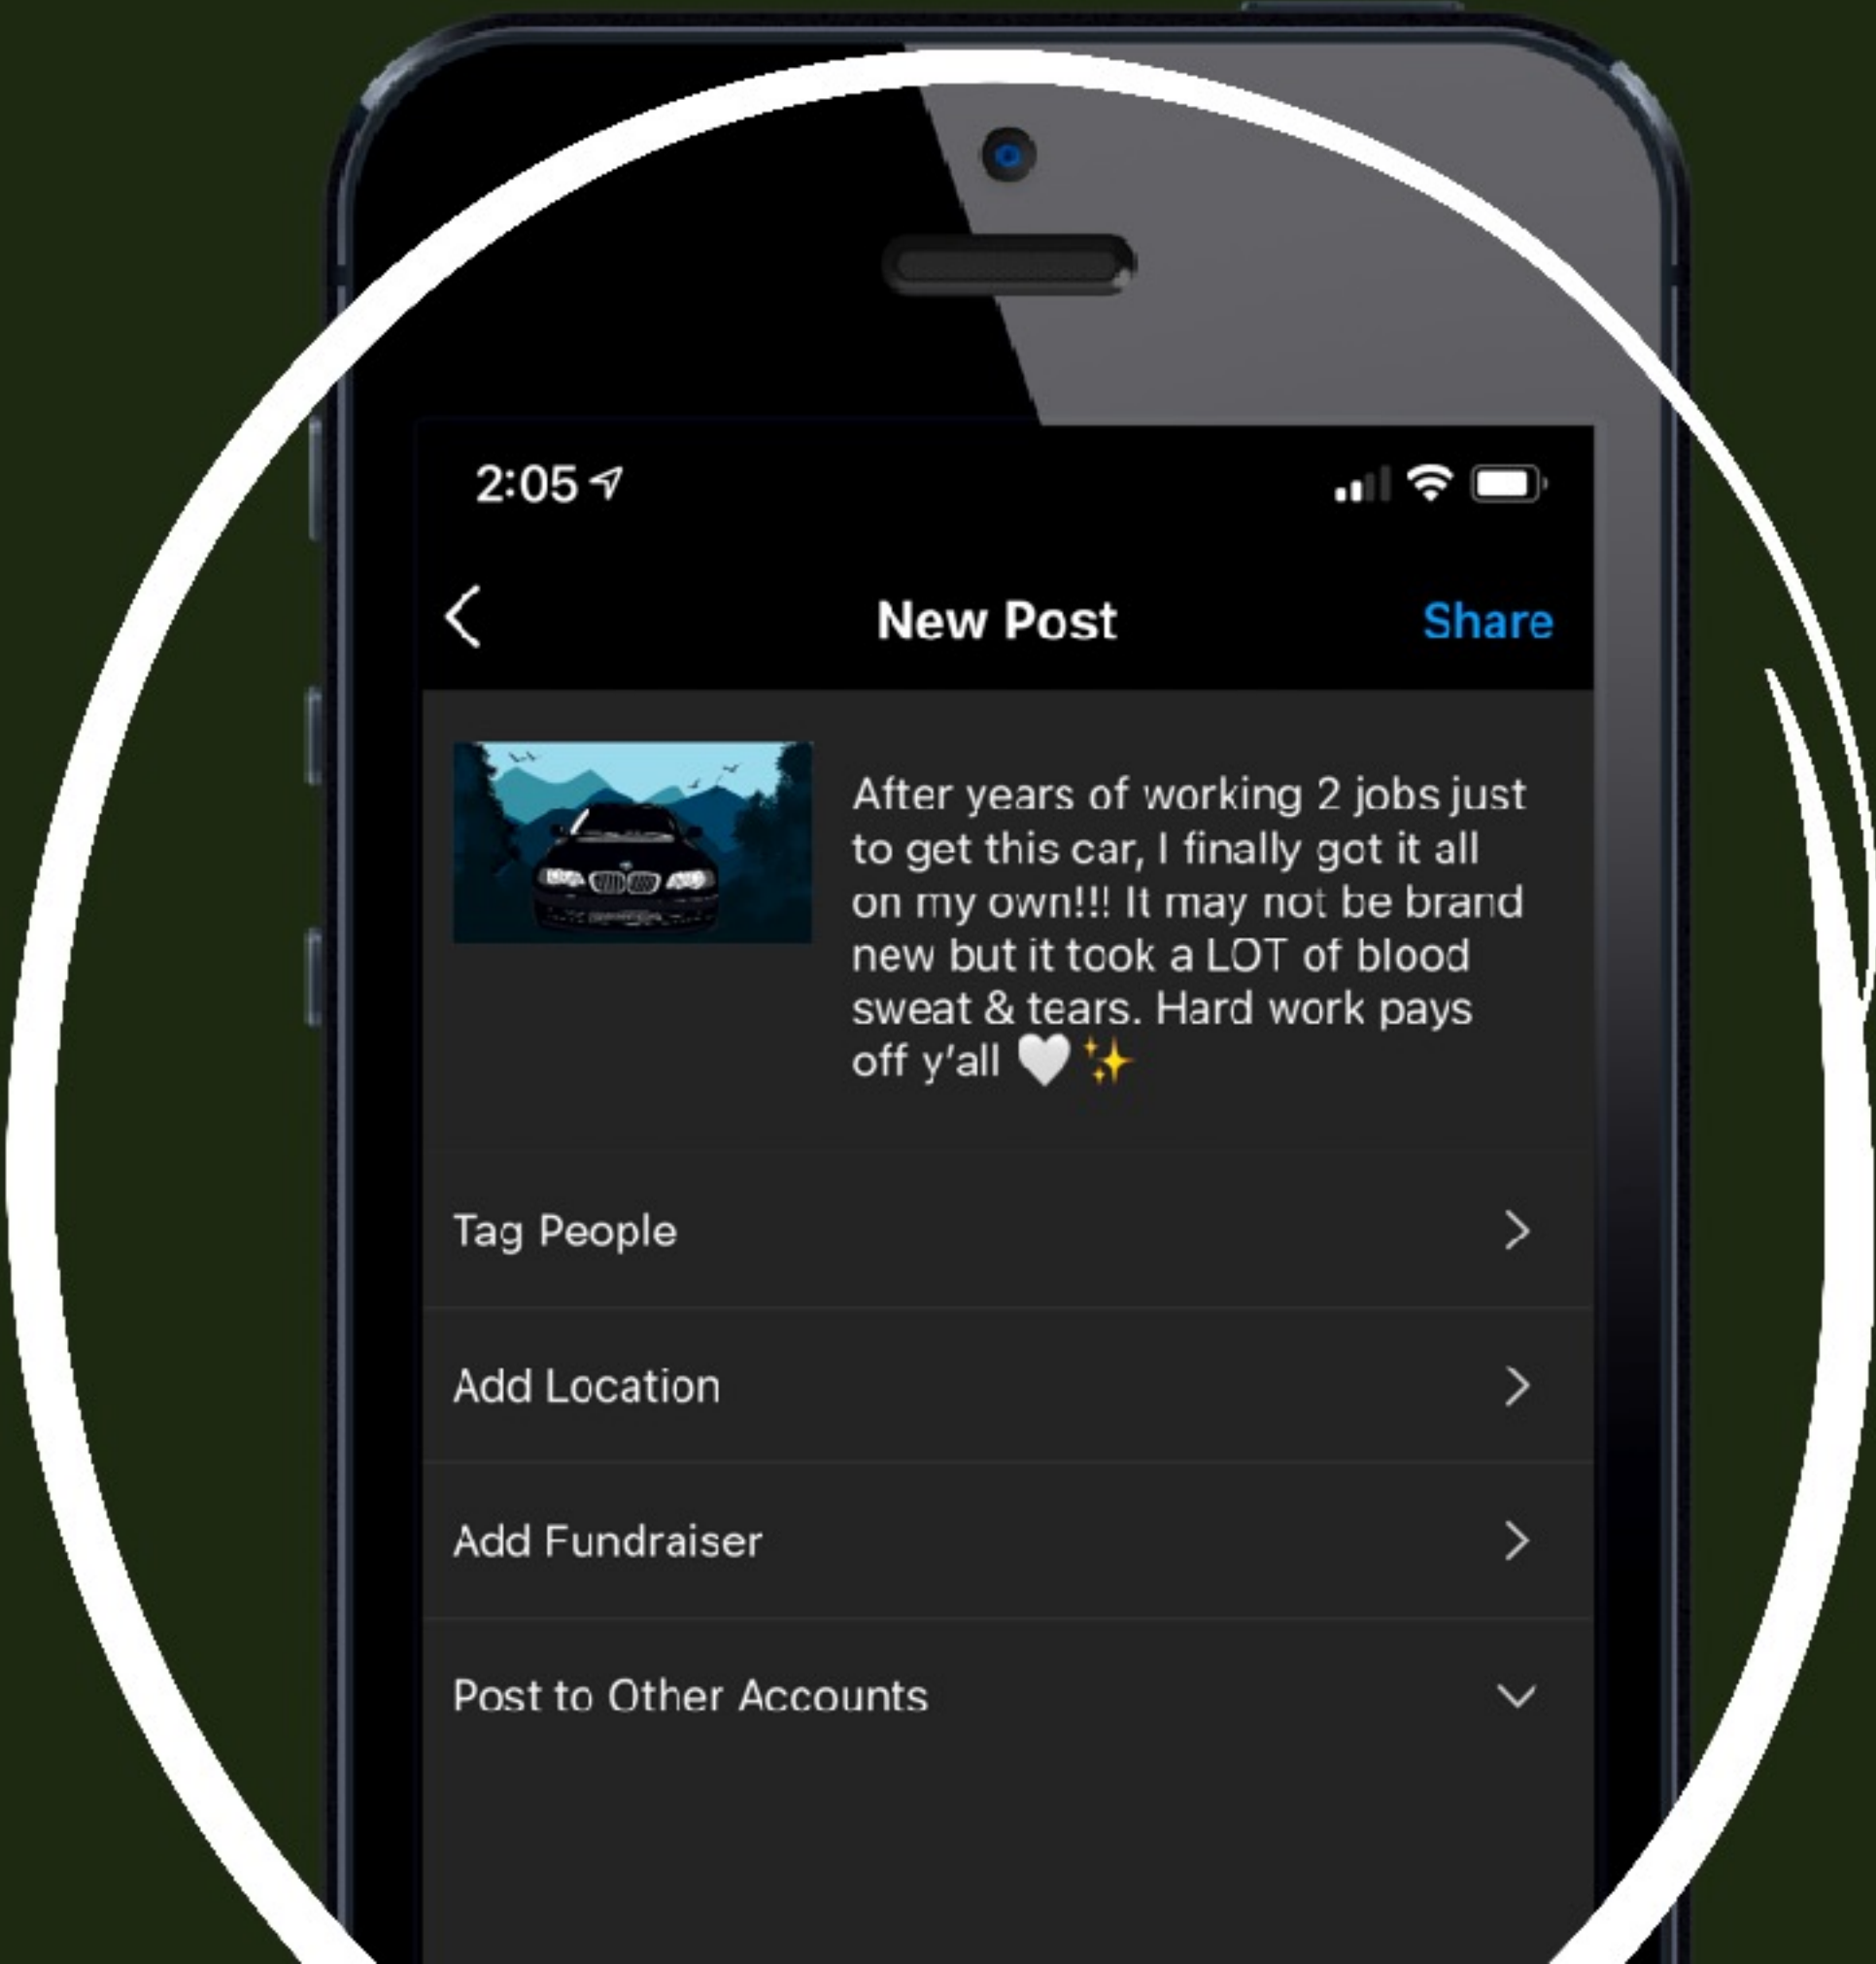 2:05
New Post
Share
After years of working 2 jobs just
to get this car, I finally got it all
on my own!!! It may not be brand
new but it took a LOT of blood
sweat & tears. Hard work pays
off y'all 🤍✨
Tag People
Add Location
Add Fundraiser
Post to Other Accounts